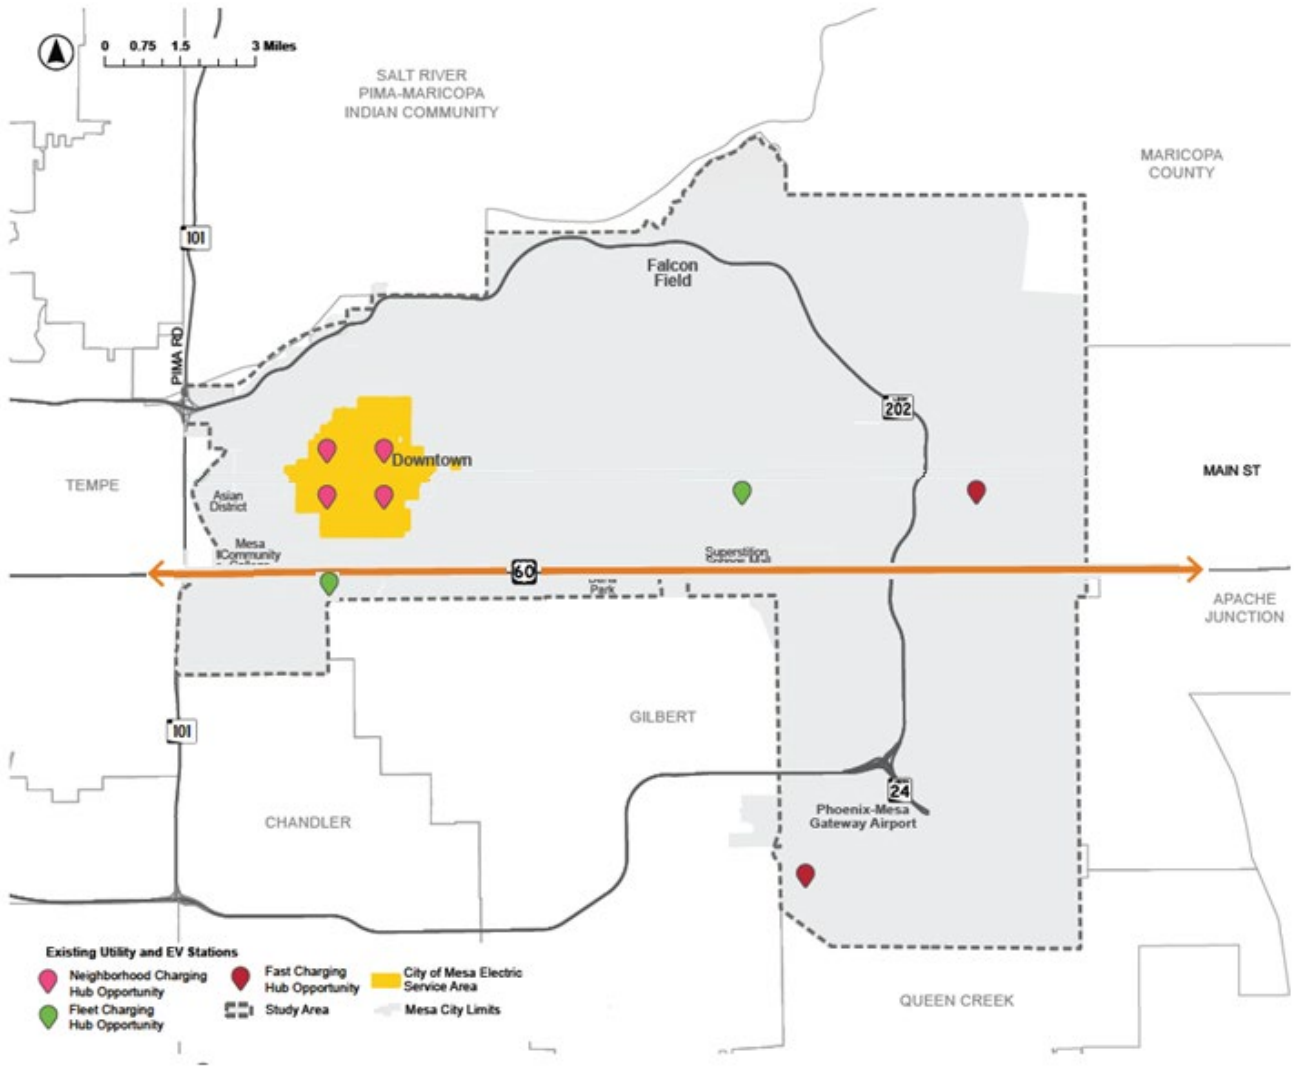 0 0.75 1.5 3 Miles
SALT RIVER
PIMA-MARICOPA
INDIAN COMMUNITY
MARICOPA
COUNTY
101
Falcon
Field
PIMA RD
202
Downtown
MAIN ST
TEMPE
Asian
District
Mesa
Community
Superstition
60
Park
APACHE
JUNCTION
GILBERT
101
24
Phoenix-Mesa
Gateway Airport
CHANDLER
Existing Utility and EV Stations
Neighborhood Charging
Hub Opportunity
Fleet Charging
Hub Opportunity
Fast Charging
Hub Opportunity
Study Area
City of Mesa Electric
Service Area
Mesa City Limits
QUEEN CREEK